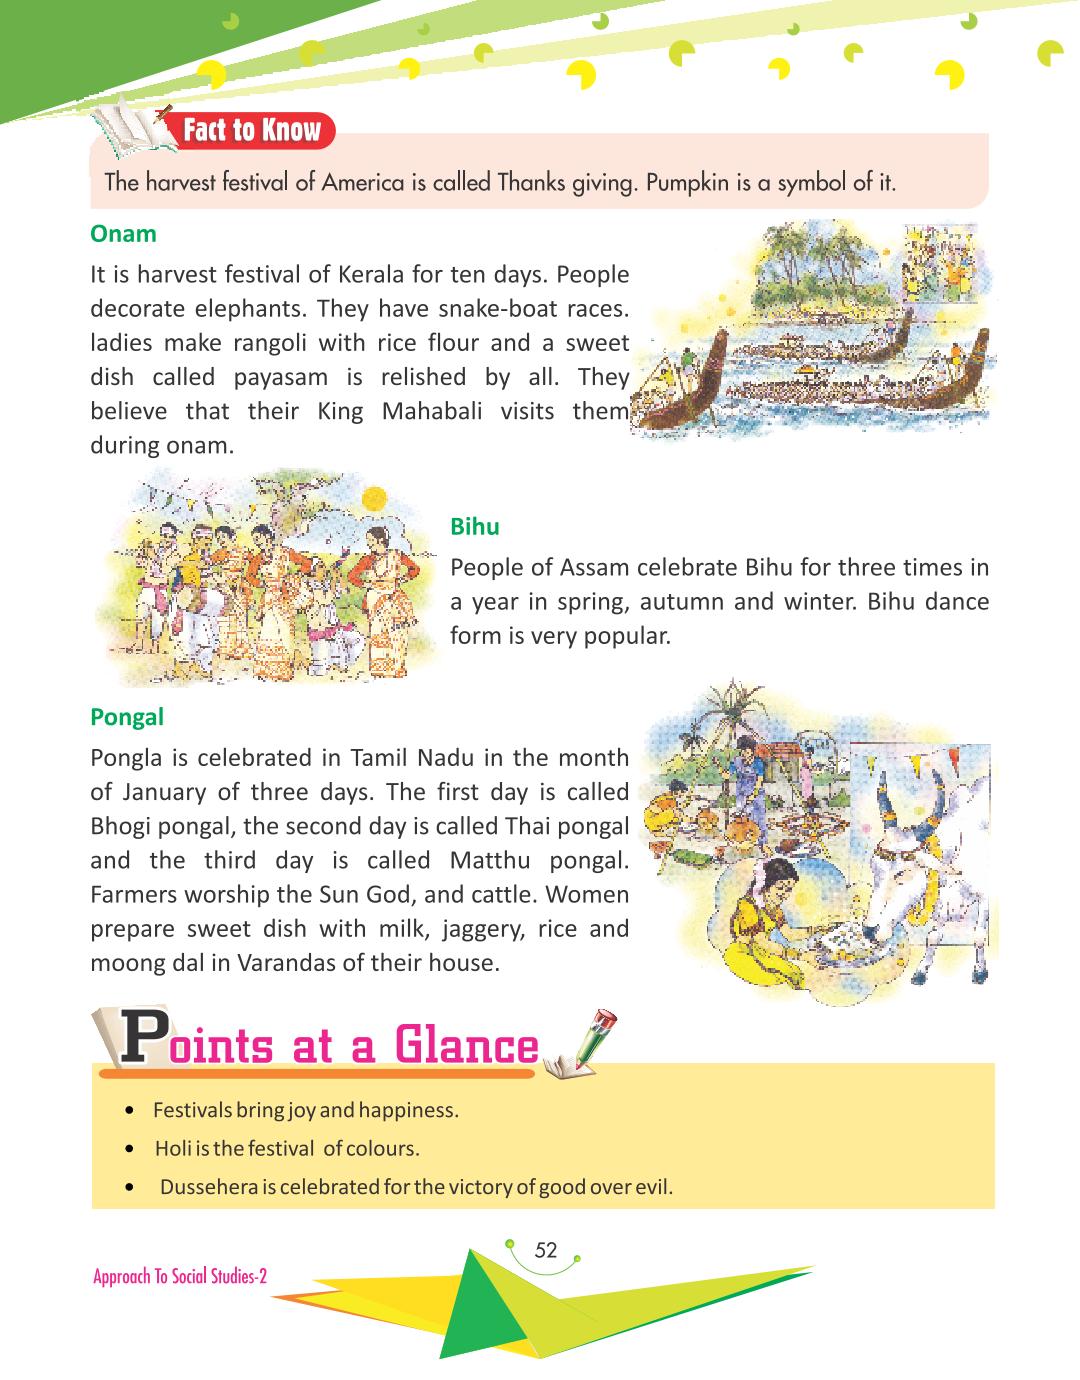 Fact to Know
The harvest festival of America is called Thanks giving. Pumpkin is a symbol of it.
Onam
It is harvest festival of Kerala for ten days. People
decorate elephants. They have snake-boat races.
ladies make rangoli with rice flour and a sweet
dish called payasam is relished by all. They
believe that their King Mahabali visits them
during onam.
Bihu
People of Assam celebrate Bihu for three times in
a year in spring, autumn and winter. Bihu dance
form is very popular.
Pongal
Pongla is celebrated in Tamil Nadu in the month
of January of three days. The first day is called
Bhogi pongal, the second day is called Thai pongal
and the third day is called Matthu pongal.
Farmers worship the Sun God, and cattle. Women
prepare sweet dish with milk, jaggery, rice and
moong dal in Varandas of their house.
Points at a Glance
• Festivals bring joy and happiness.
• Holi is the festival of colours.
• Dussehera is celebrated for the victory of good over evil.
52
Approach To Social Studies-2